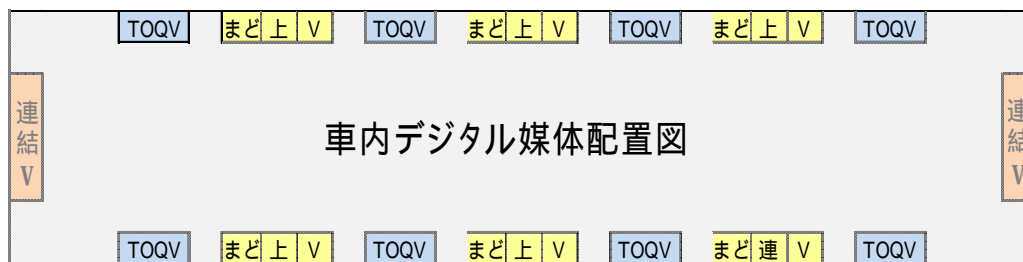 TOQV まど 上 V TOQV まど 上 V TOQV まど 上 V TOQV
連結V
車内デジタル媒体配置図
連結V
TOQV まど 上 V TOQV まど 上 V TOQV まど 連 V TOQV